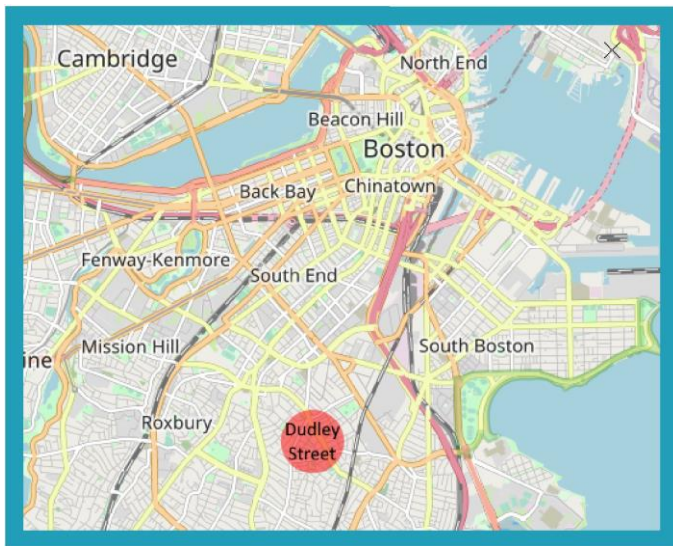 Cambridge
North End
Beacon Hill
Boston
Back Bay
Chinatown
Fenway-Kenmore
South End
Mission Hill
South Boston
ine
Roxbury
Dudley
Street